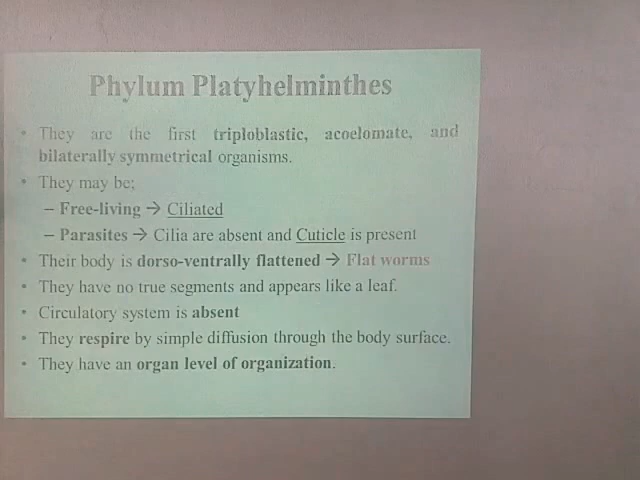 Phylum Platyhelminthes
• They are the first triploblastic, acoelomate, and
bilaterally symmetrical organisms.
• They may be;
– Free-living → Ciliated
– Parasites → Cilia are absent and Cuticle is present
• Their body is dorso-ventrally flattened → Flat worms
• They have no true segments and appears like a leaf.
• Circulatory system is absent
• They respire by simple diffusion through the body surface.
• They have an organ level of organization.